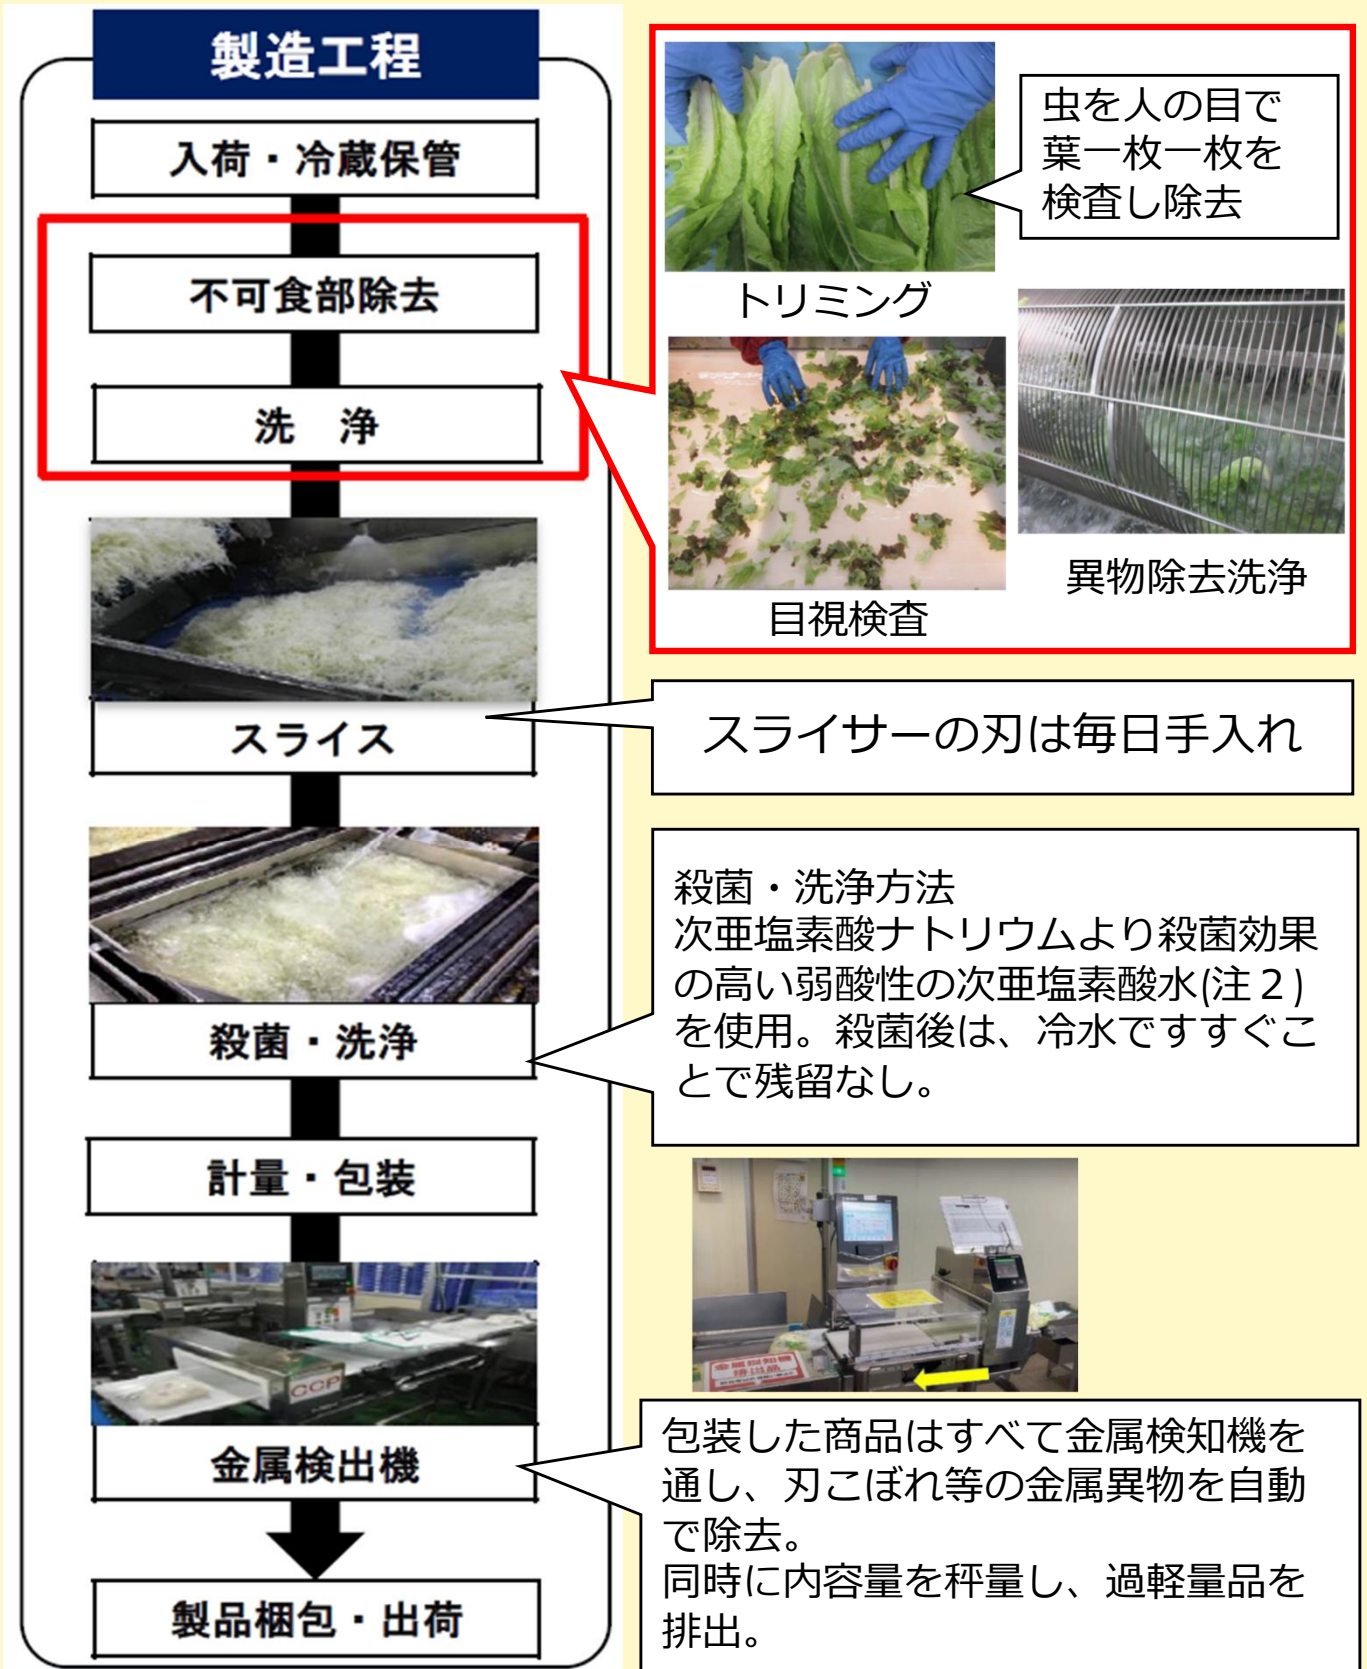 製造工程
入荷・冷蔵保管
不可食部除去
洗　浄
スライス
殺菌・洗浄
計量・包装
CCP
金属検出機
製品梱包・出荷
虫を人の目で
葉一枚一枚を
検査し除去
トリミング
目視検査
異物除去洗浄
スライサーの刃は毎日手入れ
殺菌・洗浄方法
次亜塩素酸ナトリウムより殺菌効果
の高い弱酸性の次亜塩素酸水(注２)
を使用。殺菌後は、冷水ですすぐこ
とで残留なし。
金属探知機
排出品
包装した商品はすべて金属検知機を
通し、刃こぼれ等の金属異物を自動
で除去。
同時に内容量を秤量し、過軽量品を
排出。